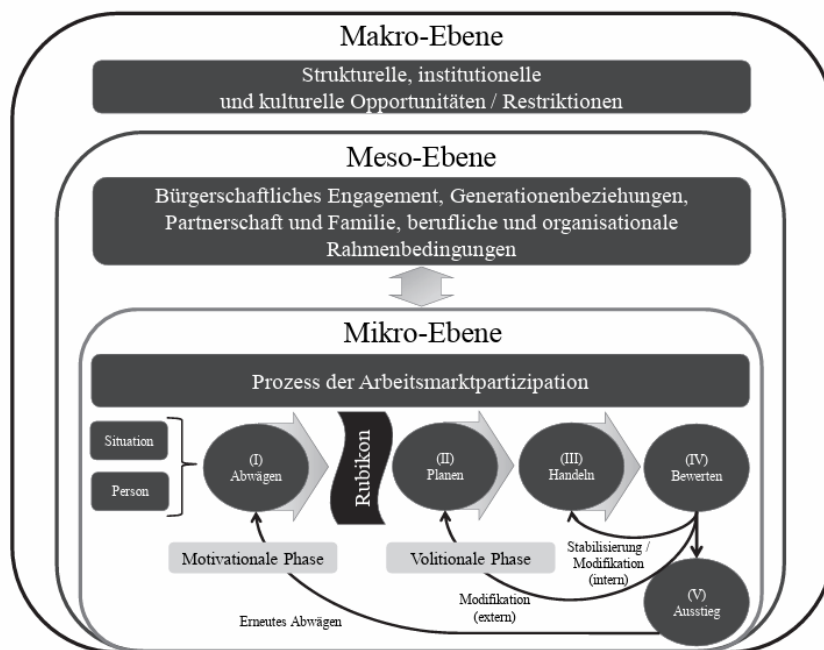 Makro-Ebene
Strukturelle, institutionelle
und kulturelle Opportunitäten / Restriktionen
Meso-Ebene
Bürgerschaftliches Engagement, Generationenbeziehungen,
Partnerschaft und Familie, berufliche und organisationale
Rahmenbedingungen
Mikro-Ebene
Prozess der Arbeitsmarktpartizipation
Situation
Person
(I)
Abwägen
Rubikon
(II)
Planen
(III)
Handeln
(IV)
Bewerten
Motivationale Phase
Volitionale Phase
Stabilisierung /
Modifikation
(intern)
Modifikation
(extern)
Erneutes Abwägen
(V)
Ausstieg